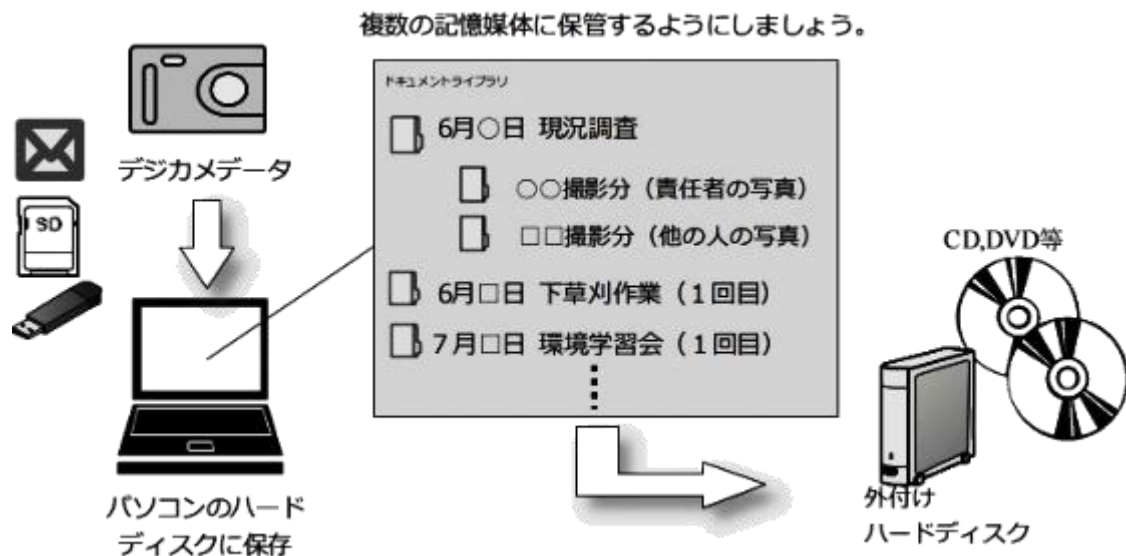 複数の記憶媒体に保管するようにしましょう。
ドキュメントライブラリ
6月○日 現況調査
○○撮影分（責任者の写真）
□□撮影分（他の人の写真）
6月□日 下草刈作業（１回目）
７月□日 環境学習会（１回目）
デジカメデータ
SD
パソコンのハード
ディスクに保存
CD,DVD等
外付け
ハードディスク